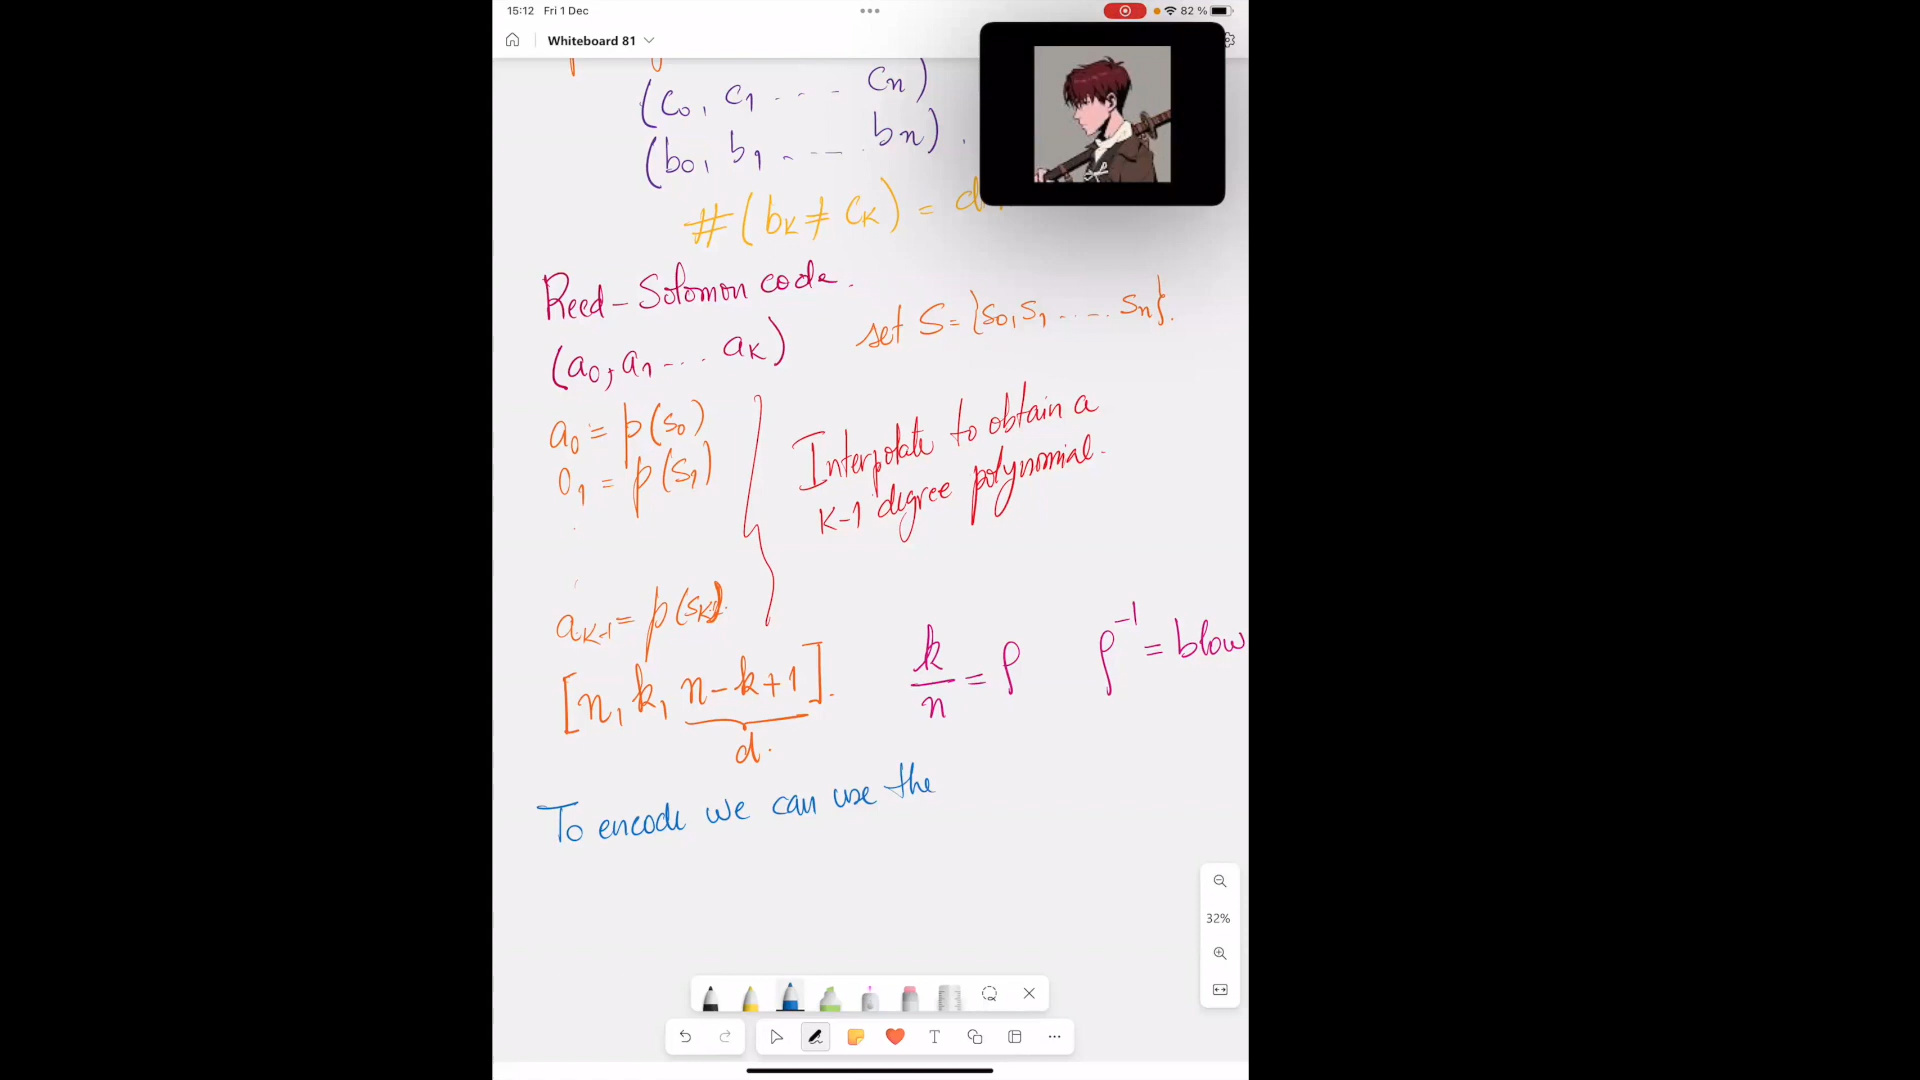 15:12 Fri 1 Dec
82 %
Whiteboard 81
(c0, c1 ---- cn)
(b0, b1 ---- bn).
#(bK ≠ cK) = d
Reed-Solomon code.
set S = {s0, s1 ..... sn}.
(a0, a1 ... aK)
a0 = p(s0)
a1 = p(s1)
Interpolate to obtain a
K-1 degree polynomial.
aK-1 = p(sK).
k/n = ρ
ρ^-1 = blow
[n, k, n-k+1].
d.
To encode we can use the
32%
T